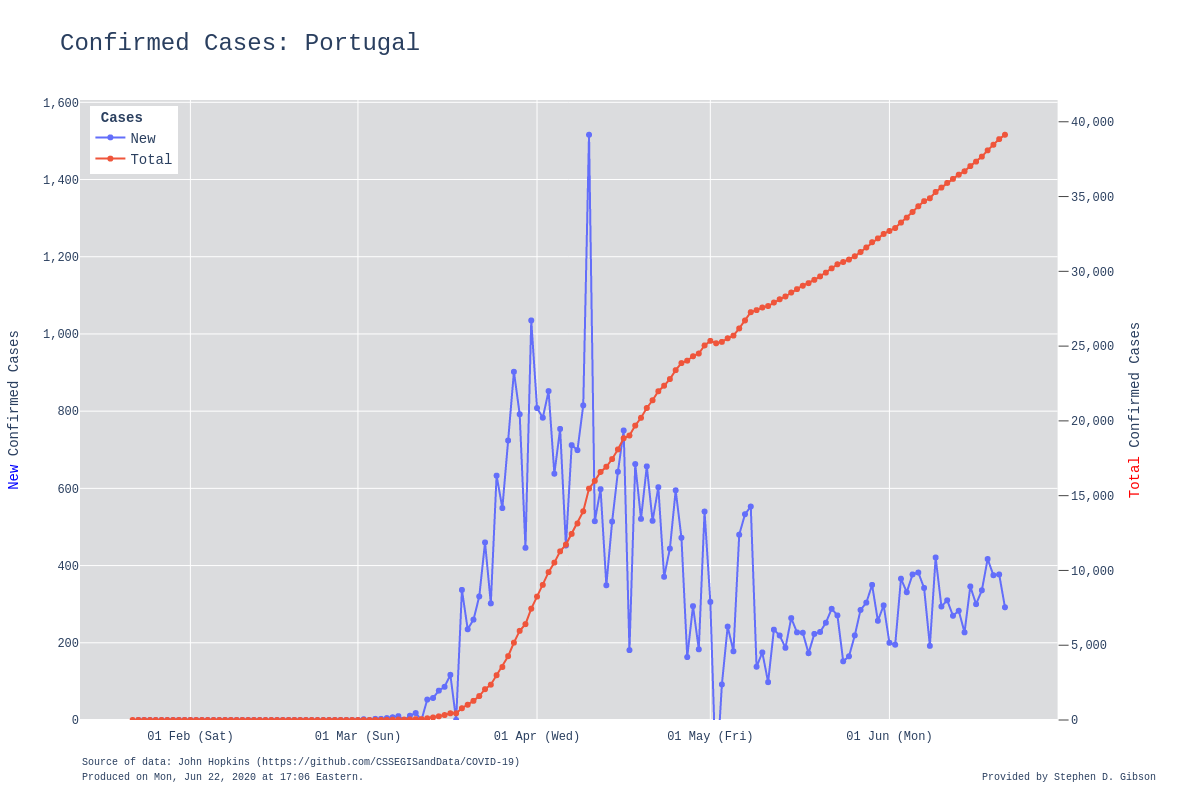 Confirmed Cases: Portugal
1,600
1,400
1,200
1,000
800
600
400
200
0
Cases
New
Total
40,000
35,000
30,000
25,000
20,000
15,000
10,000
5,000
0
New Confirmed Cases
Total Confirmed Cases
01 Feb (Sat)
01 Mar (Sun)
01 Apr (Wed)
01 May (Fri)
01 Jun (Mon)
Source of data: John Hopkins (https://github.com/CSSEGISandData/COVID-19)
Produced on Mon, Jun 22, 2020 at 17:06 Eastern.
Provided by Stephen D. Gibson